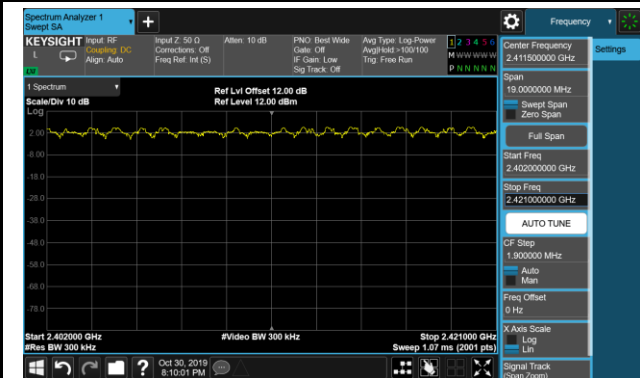 Spectrum Analyzer 1
Swept SA
Frequency
KEYSIGHT
L
Input: RF
Coupling: DC
Align: Auto
Input Z: 50 Ω
Corrections: Off
Freq Ref: Int (S)
Atten: 10 dB
PNO: Best Wide
Gate: Off
IF Gain: Low
Sig Track: Off
Avg Type: Log-Power
Avg|Hold:>100/100
Trig: Free Run
1 2 3 4 5 6
M W W W W W
P N N N N N
LV
Center Frequency
2.411500000 GHz
Settings
Span
19.0000000 MHz
Swept Span
Zero Span
Full Span
Start Freq
2.402000000 GHz
Stop Freq
2.421000000 GHz
AUTO TUNE
CF Step
1.900000 MHz
Auto
Man
Freq Offset
0 Hz
X Axis Scale
Log
Lin
Signal Track
(Span Zoom)
1 Spectrum
Scale/Div 10 dB
Ref Lvl Offset 12.00 dB
Ref Level 12.00 dBm
Log
2.00
-8.00
-18.0
-28.0
-38.0
-48.0
-58.0
-68.0
-78.0
Start 2.402000 GHz
#Res BW 300 kHz
#Video BW 300 kHz
Stop 2.421000 GHz
Sweep 1.07 ms (2001 pts)
Oct 30, 2019
8:10:01 PM